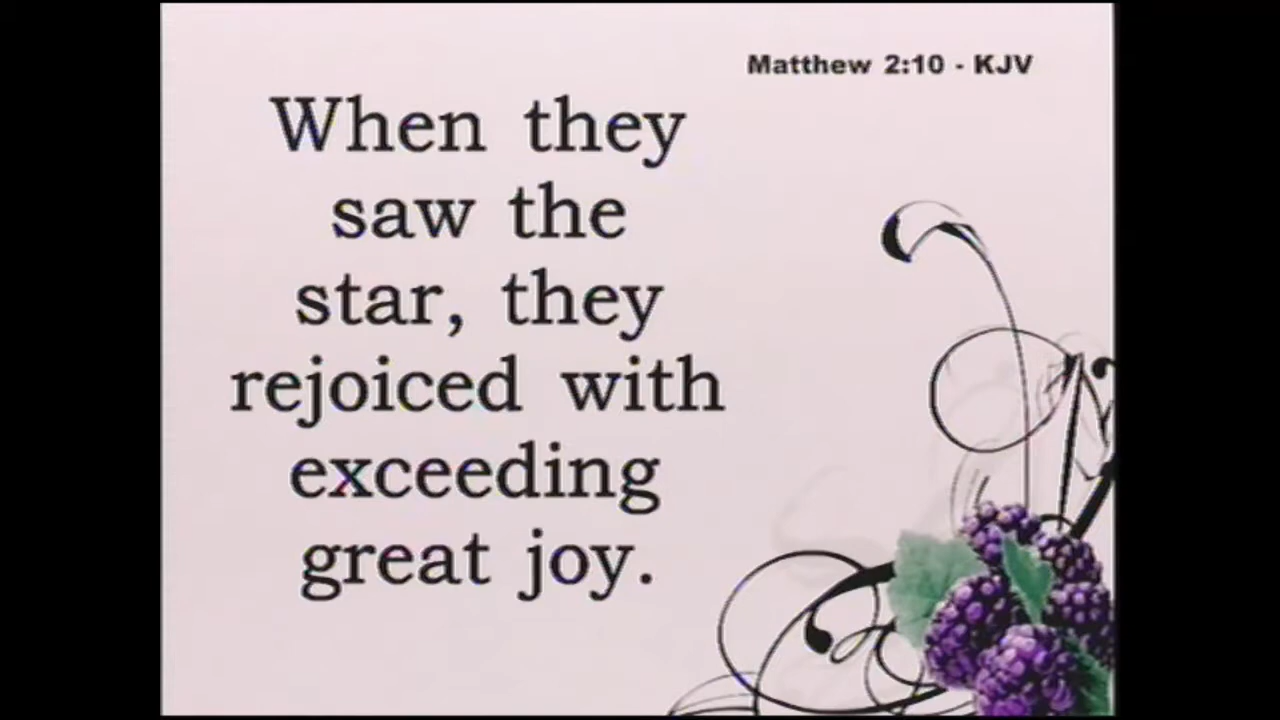 Matthew 2:10 - KJV
When they
saw the
star, they
rejoiced with
exceeding
great joy.